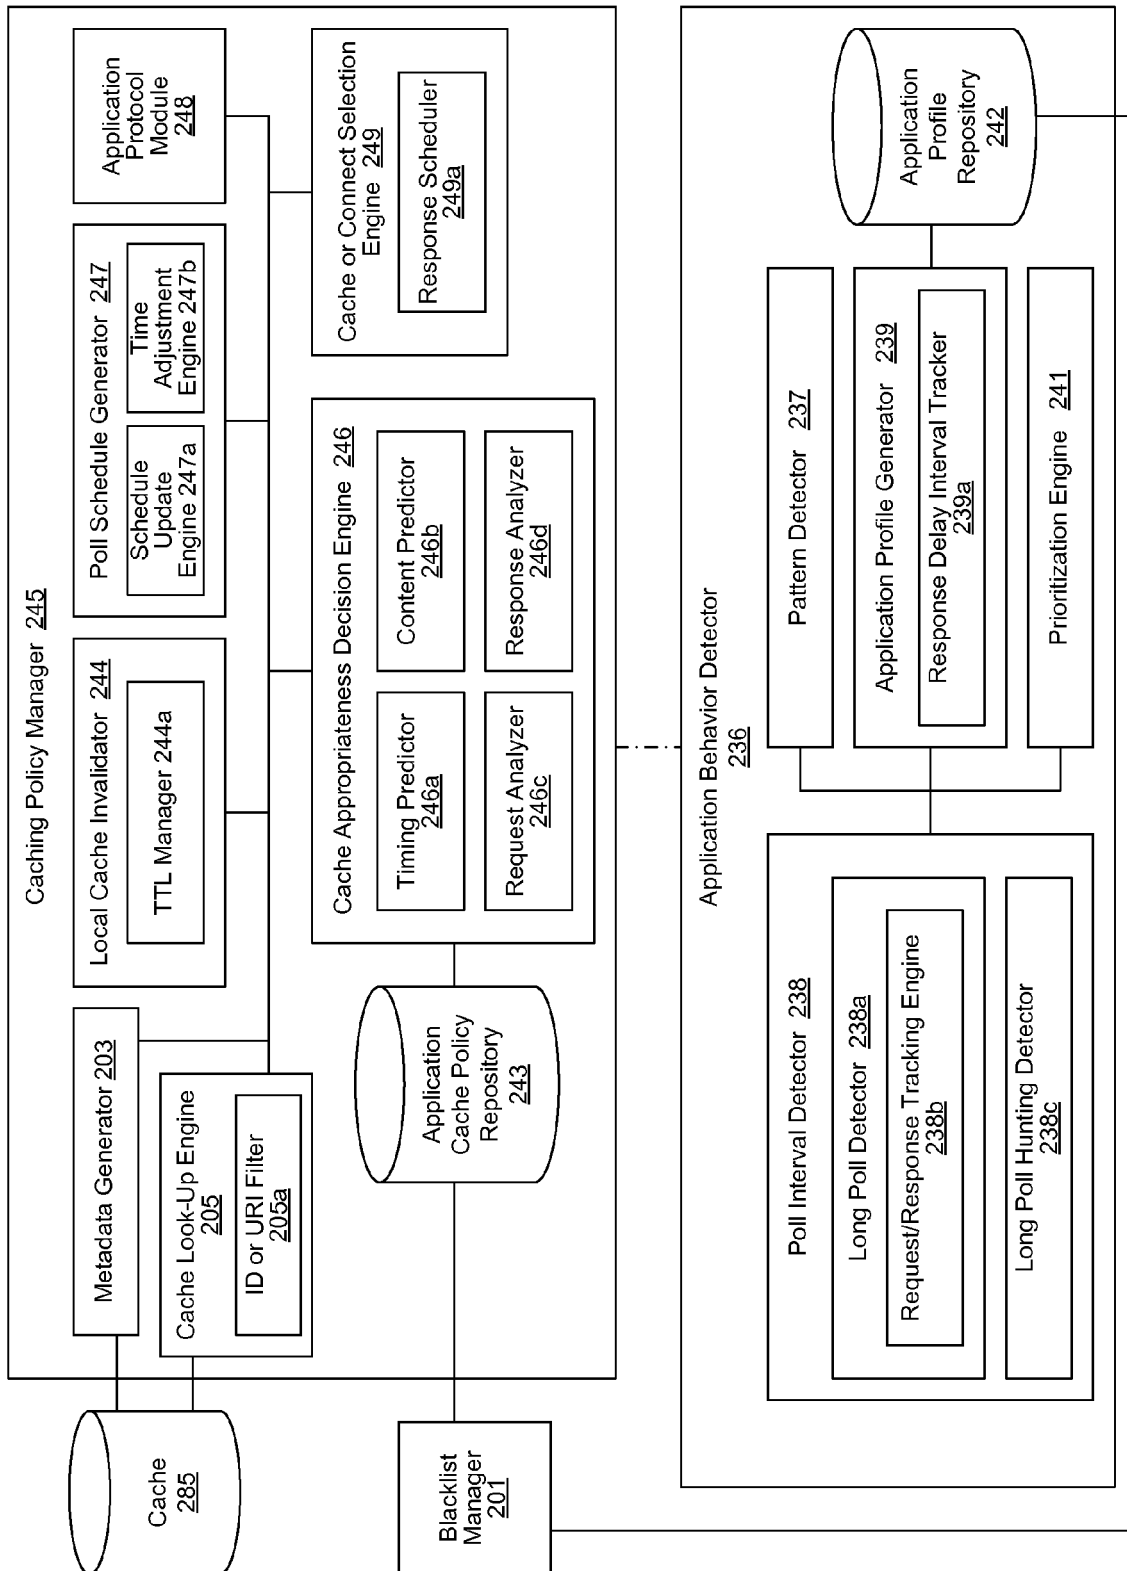 Caching Policy Manager 245
Cache
285
Metadata Generator 203
Cache Look-Up Engine
205
ID or URI Filter
205a
Local Cache Invalidator 244
TTL Manager 244a
Poll Schedule Generator 247
Schedule
Update
Engine 247a
Time
Adjustment
Engine 247b
Application
Protocol
Module
248
Blacklist
Manager
201
Application
Cache Policy
Repository
243
Cache Appropriateness Decision Engine 246
Timing Predictor
246a
Content Predictor
246b
Request Analyzer
246c
Response Analyzer
246d
Cache or Connect Selection
Engine 249
Response Scheduler
249a
Application Behavior Detector
236
Poll Interval Detector 238
Long Poll Detector 238a
Request/Response Tracking Engine
238b
Long Poll Hunting Detector
238c
Pattern Detector 237
Application Profile Generator 239
Response Delay Interval Tracker
239a
Prioritization Engine 241
Application
Profile
Repository
242